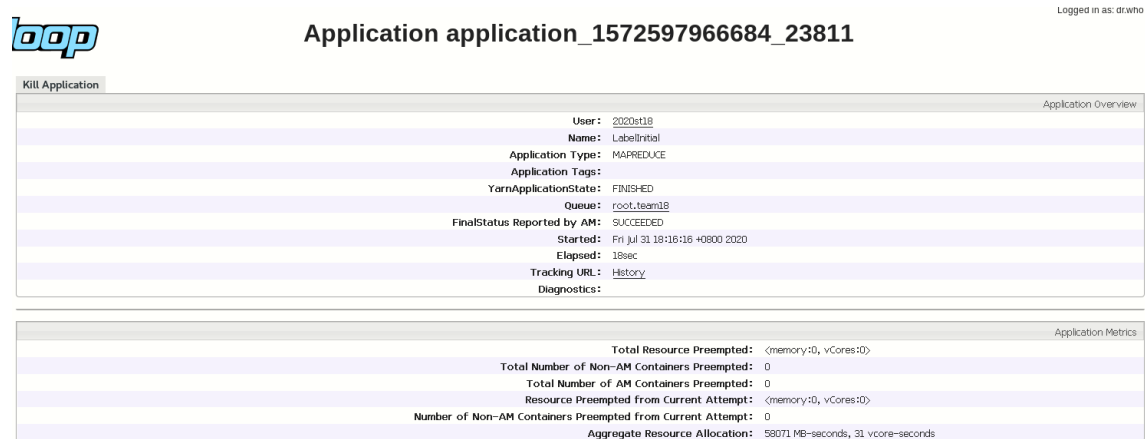 Logged in as: dr.who
oop
Application application_1572597966684_23811
Kill Application
Application Overview
User: 2020st18
Name: LabelInitial
Application Type: MAPREDUCE
Application Tags:
YarnApplicationState: FINISHED
Queue: root.team18
FinalStatus Reported by AM: SUCCEEDED
Started: Fri Jul 31 18:16:16 +0800 2020
Elapsed: 18sec
Tracking URL: History
Diagnostics:
Application Metrics
Total Resource Preempted: <memory:0, vCores:0>
Total Number of Non-AM Containers Preempted: 0
Total Number of AM Containers Preempted: 0
Resource Preempted from Current Attempt: <memory:0, vCores:0>
Number of Non-AM Containers Preempted from Current Attempt: 0
Aggregate Resource Allocation: 58071 MB-seconds, 31 vcore-seconds